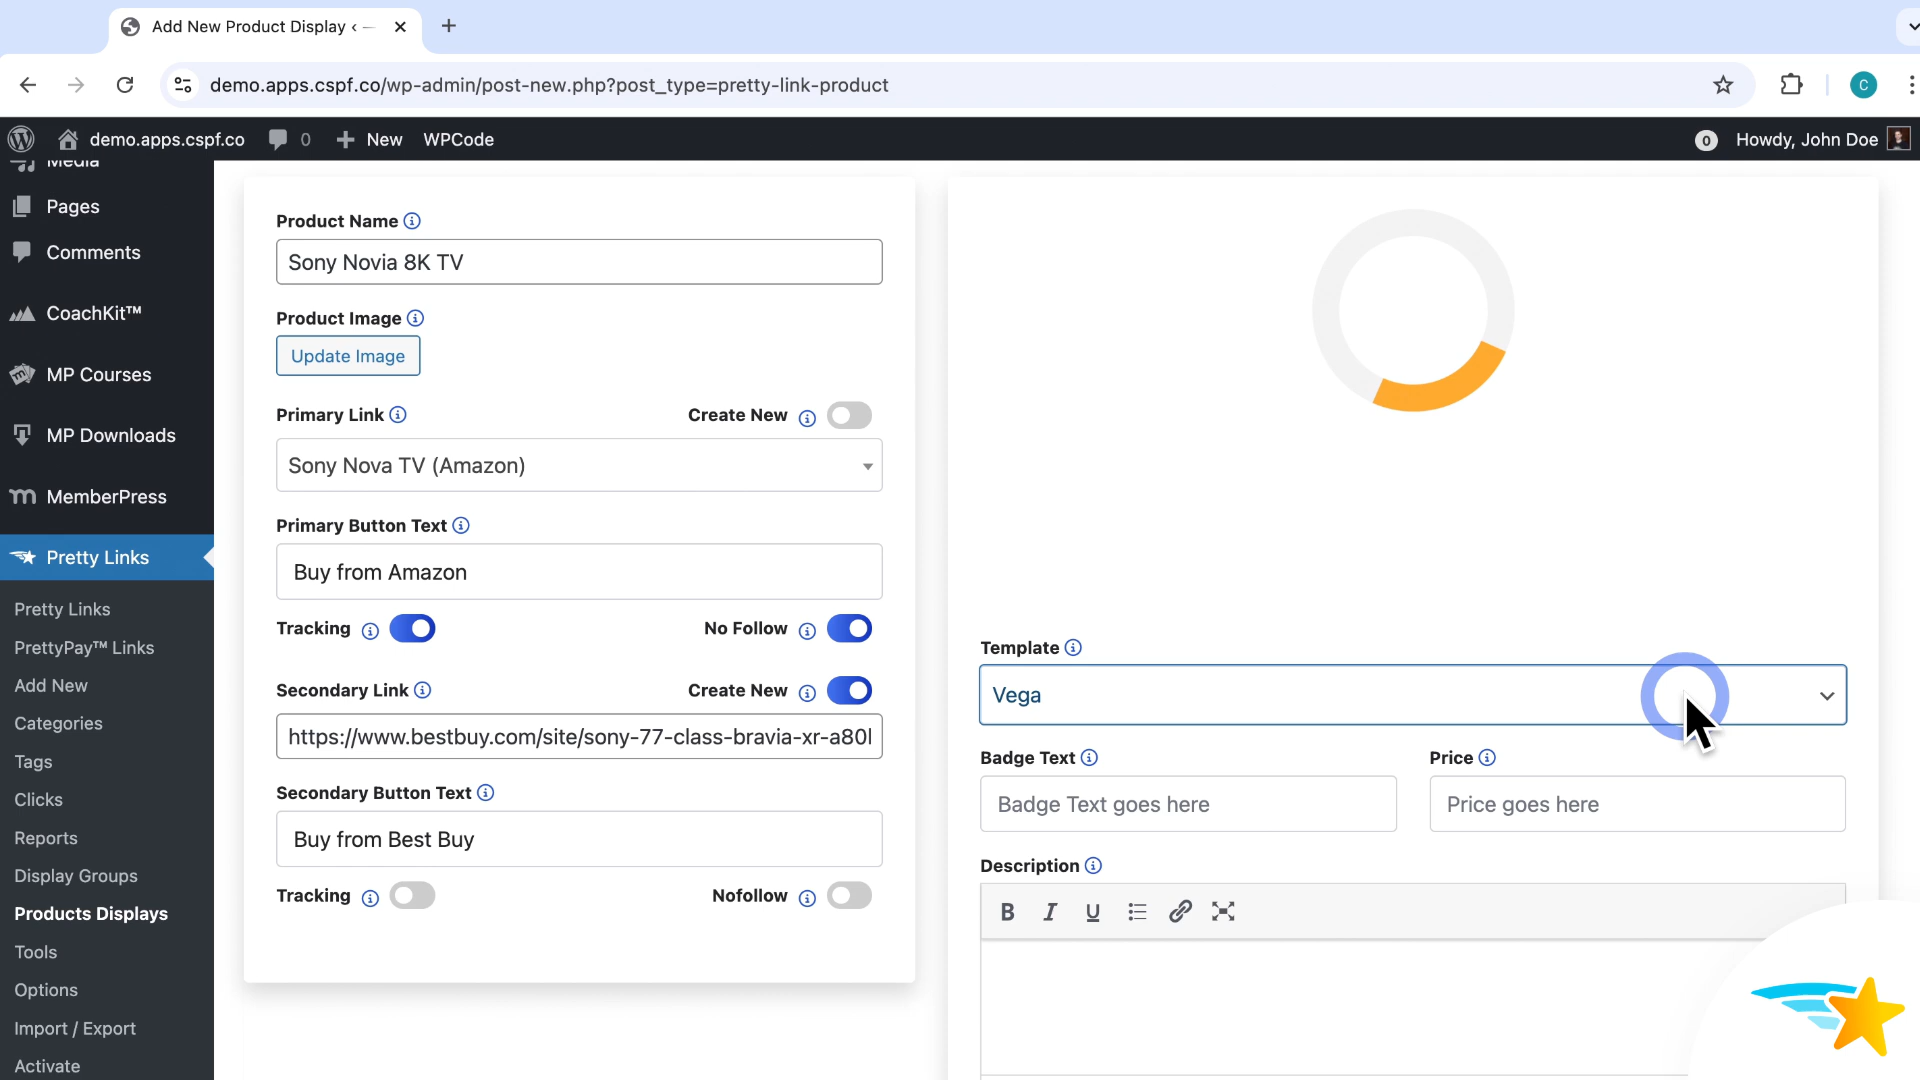 Add New Product Display ‹ —
demo.apps.cspf.co/wp-admin/post-new.php?post_type=pretty-link-product
C
demo.apps.cspf.co
0
New
WPCode
0
Howdy, John Doe
Media
Pages
Comments
CoachKit™
MP Courses
MP Downloads
MemberPress
Pretty Links
Pretty Links
PrettyPay™ Links
Add New
Categories
Tags
Clicks
Reports
Display Groups
Products Displays
Tools
Options
Import / Export
Activate
Product Name
Sony Novia 8K TV
Product Image
Update Image
Primary Link
Create New
Sony Nova TV (Amazon)
Primary Button Text
Buy from Amazon
Tracking
No Follow
Secondary Link
Create New
https://www.bestbuy.com/site/sony-77-class-bravia-xr-a80l
Secondary Button Text
Buy from Best Buy
Tracking
Nofollow
Template
Vega
Badge Text
Price
Badge Text goes here
Price goes here
Description
B I U